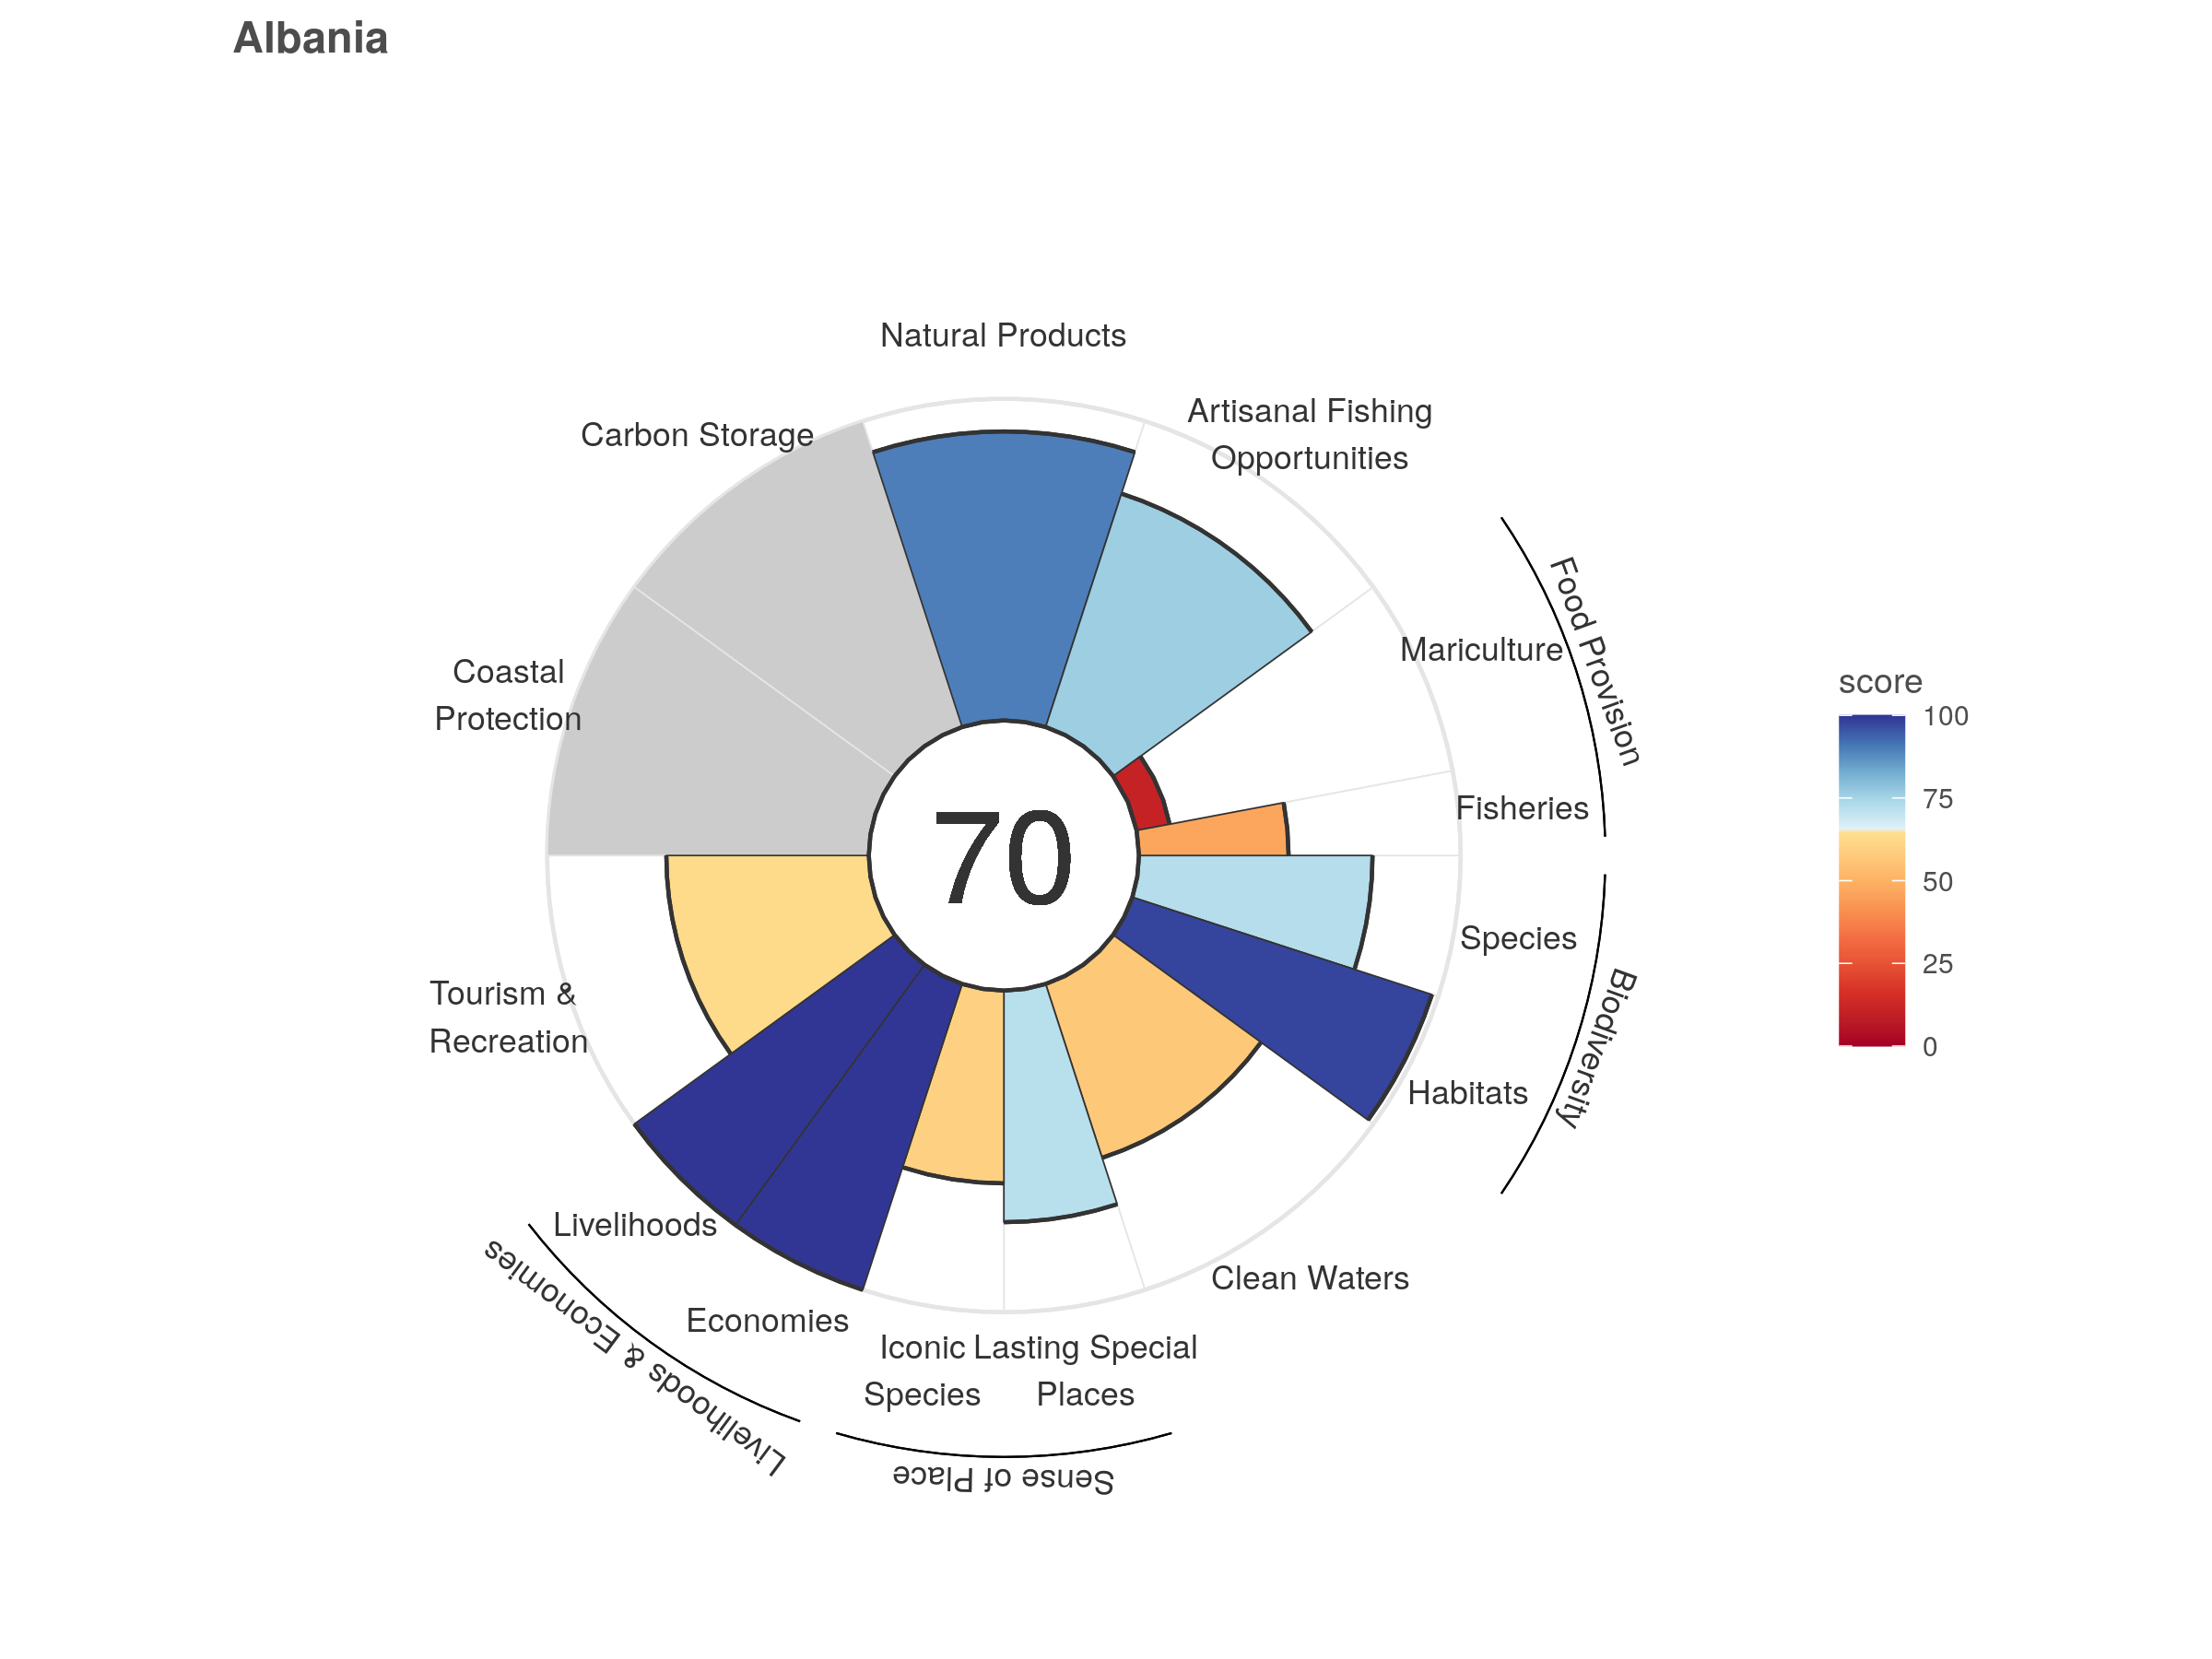 Albania
Natural Products
Artisanal Fishing
Opportunities
Carbon Storage
Food Provision
Mariculture
Coastal
Protection
Fisheries
70
Species
Biodiversity
Habitats
Tourism &
Recreation
Livelihoods
Livelihoods & Economies
Economies
Clean Waters
Iconic
Species
Lasting Special
Places
Sense of Place
score
100
75
50
25
0